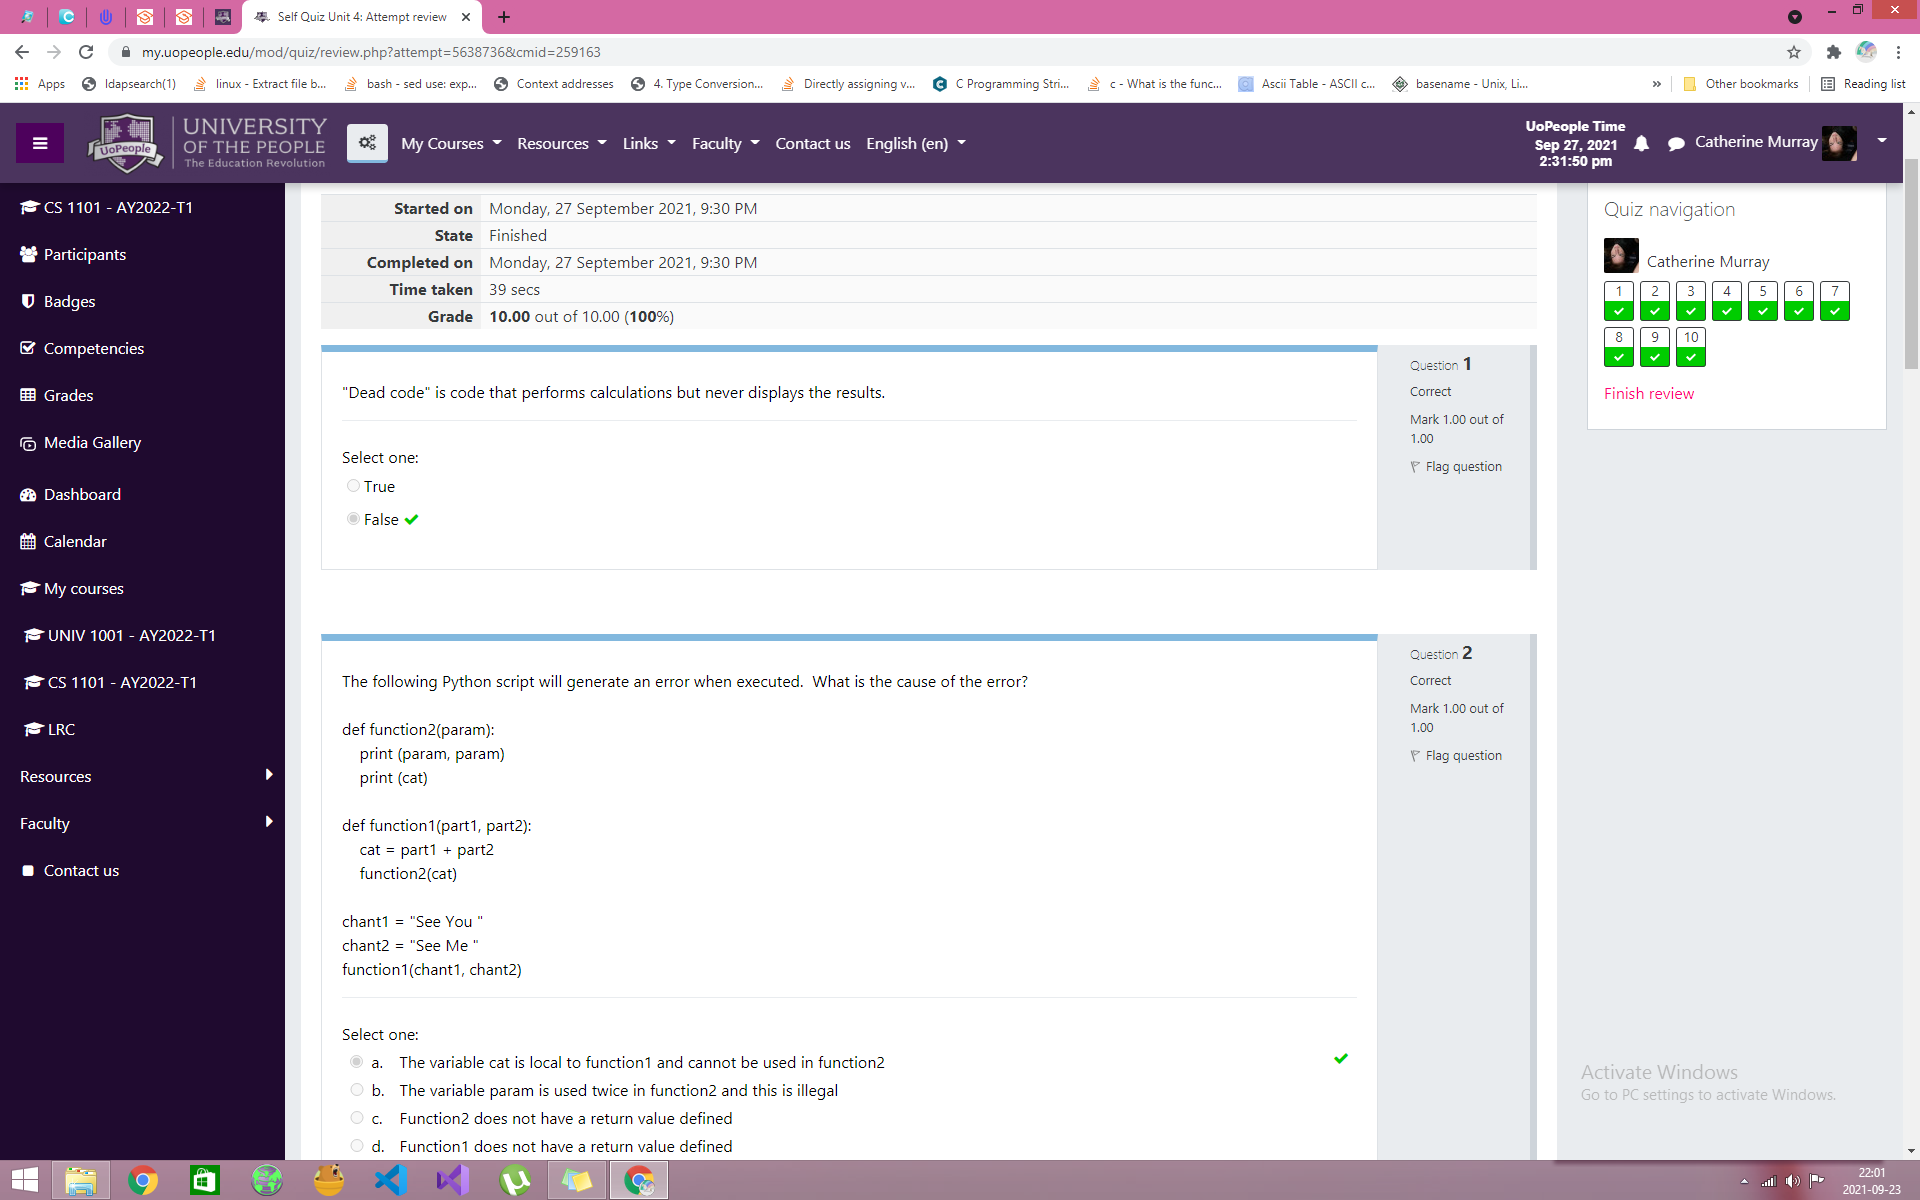 Self Quiz Unit 4: Attempt review
my.uopeople.edu/mod/quiz/review.php?attempt=5638736&cmid=259163
Apps
ldapsearch(1)
linux - Extract file b...
bash - sed use: exp...
Context addresses
4. Type Conversion...
Directly assigning v...
C Programming Stri...
c - What is the func...
Ascii Table - ASCII c...
basename - Unix, Li...
Other bookmarks
Reading list
UoPeople
UNIVERSITY
OF THE PEOPLE
The Education Revolution
My Courses
Resources
Links
Faculty
Contact us
English (en)
UoPeople Time
Sep 27, 2021
2:31:50 pm
Catherine Murray
CS 1101 - AY2022-T1
Participants
Badges
Competencies
Grades
Media Gallery
Dashboard
Calendar
My courses
UNIV 1001 - AY2022-T1
CS 1101 - AY2022-T1
LRC
Resources
Faculty
Contact us
Started on Monday, 27 September 2021, 9:30 PM
State Finished
Completed on Monday, 27 September 2021, 9:30 PM
Time taken 39 secs
Grade 10.00 out of 10.00 (100%)
"Dead code" is code that performs calculations but never displays the results.
Select one:
True
False
Question 1
Correct
Mark 1.00 out of
1.00
Flag question
The following Python script will generate an error when executed.  What is the cause of the error?
def function2(param):
    print (param, param)
    print (cat)
def function1(part1, part2):
    cat = part1 + part2
    function2(cat)
chant1 = "See You "
chant2 = "See Me "
function1(chant1, chant2)
Select one:
a. The variable cat is local to function1 and cannot be used in function2
b. The variable param is used twice in function2 and this is illegal
c. Function2 does not have a return value defined
d. Function1 does not have a return value defined
Question 2
Correct
Mark 1.00 out of
1.00
Flag question
Quiz navigation
Catherine Murray
1 2 3 4 5 6 7
8 9 10
Finish review
Activate Windows
Go to PC settings to activate Windows.
22:01
2021-09-23